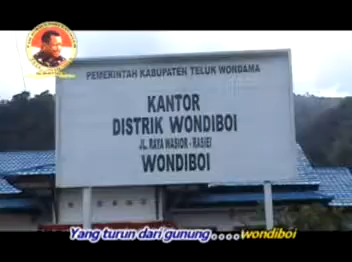 PEMERINTAH KABUPATEN TELUK WONDAMA
KANTOR
DISTRIK WONDIBOI
JL. RAYA WASIOR - RASIEI
WONDIBOI
Yang turun dari gunung....wondiboi